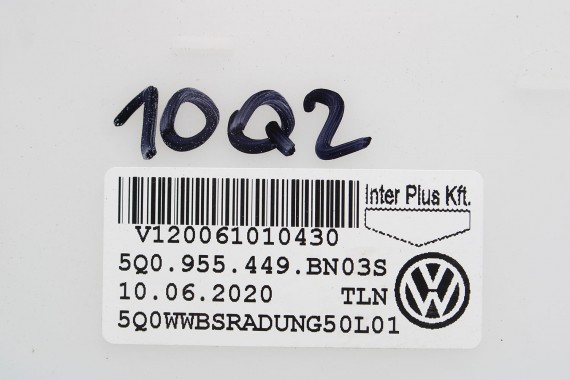 10Q2
Inter Plus Kft.
V120061010430
5Q0.955.449.BN03S
10.06.2020 TLN
5Q0WWBSRADUNG50L01